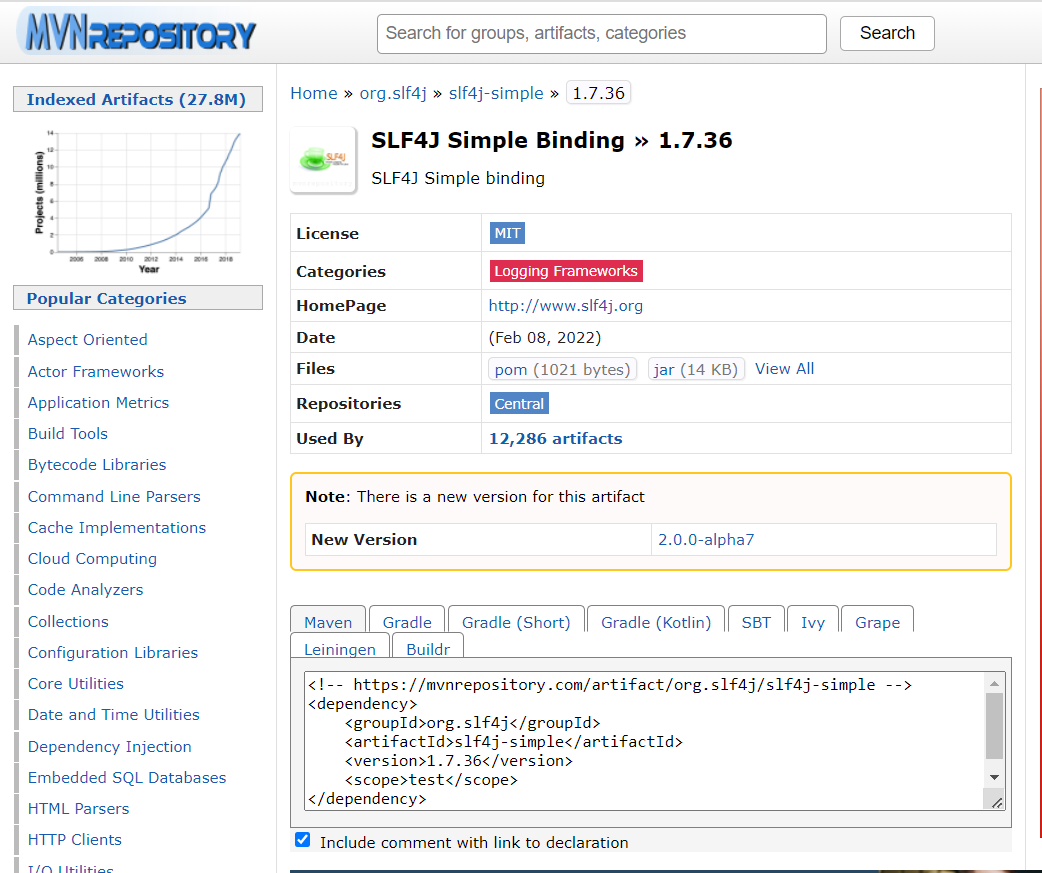 MVNREPOSITORY
Search for groups, artifacts, categories
Search
Indexed Artifacts (27.8M)
Projects (millions)
14
12
10
8
6
4
2
0
2006 2008 2010 2012 2014 2016 2018
Year
Popular Categories
Aspect Oriented
Actor Frameworks
Application Metrics
Build Tools
Bytecode Libraries
Command Line Parsers
Cache Implementations
Cloud Computing
Code Analyzers
Collections
Configuration Libraries
Core Utilities
Date and Time Utilities
Dependency Injection
Embedded SQL Databases
HTML Parsers
HTTP Clients
I/O Utilities
Home » org.slf4j » slf4j-simple » 1.7.36
SLF4J
SLF4J Simple Binding » 1.7.36
SLF4J Simple binding
License MIT
Categories Logging Frameworks
HomePage http://www.slf4j.org
Date (Feb 08, 2022)
Files pom (1021 bytes) jar (14 KB) View All
Repositories Central
Used By 12,286 artifacts
Note: There is a new version for this artifact
New Version 2.0.0-alpha7
Maven Gradle Gradle (Short) Gradle (Kotlin) SBT Ivy Grape
Leiningen Buildr
<!-- https://mvnrepository.com/artifact/org.slf4j/slf4j-simple -->
<dependency>
    <groupId>org.slf4j</groupId>
    <artifactId>slf4j-simple</artifactId>
    <version>1.7.36</version>
    <scope>test</scope>
</dependency>
Include comment with link to declaration